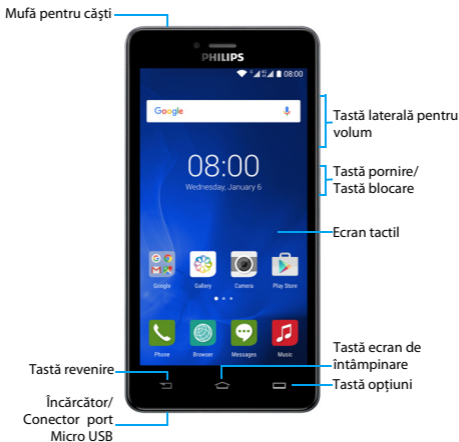 Mufă pentru căști
PHILIPS
08:00
Google
Tastă laterală pentru
volum
08:00
Wednesday, January 6
Tastă pornire/
Tastă blocare
Ecran tactil
Google Gallery Camera Play Store
Phone Browser Messages Music
Tastă ecran de
întâmpinare
Tastă revenire
Tastă opțiuni
Încărcător/
Conector port
Micro USB